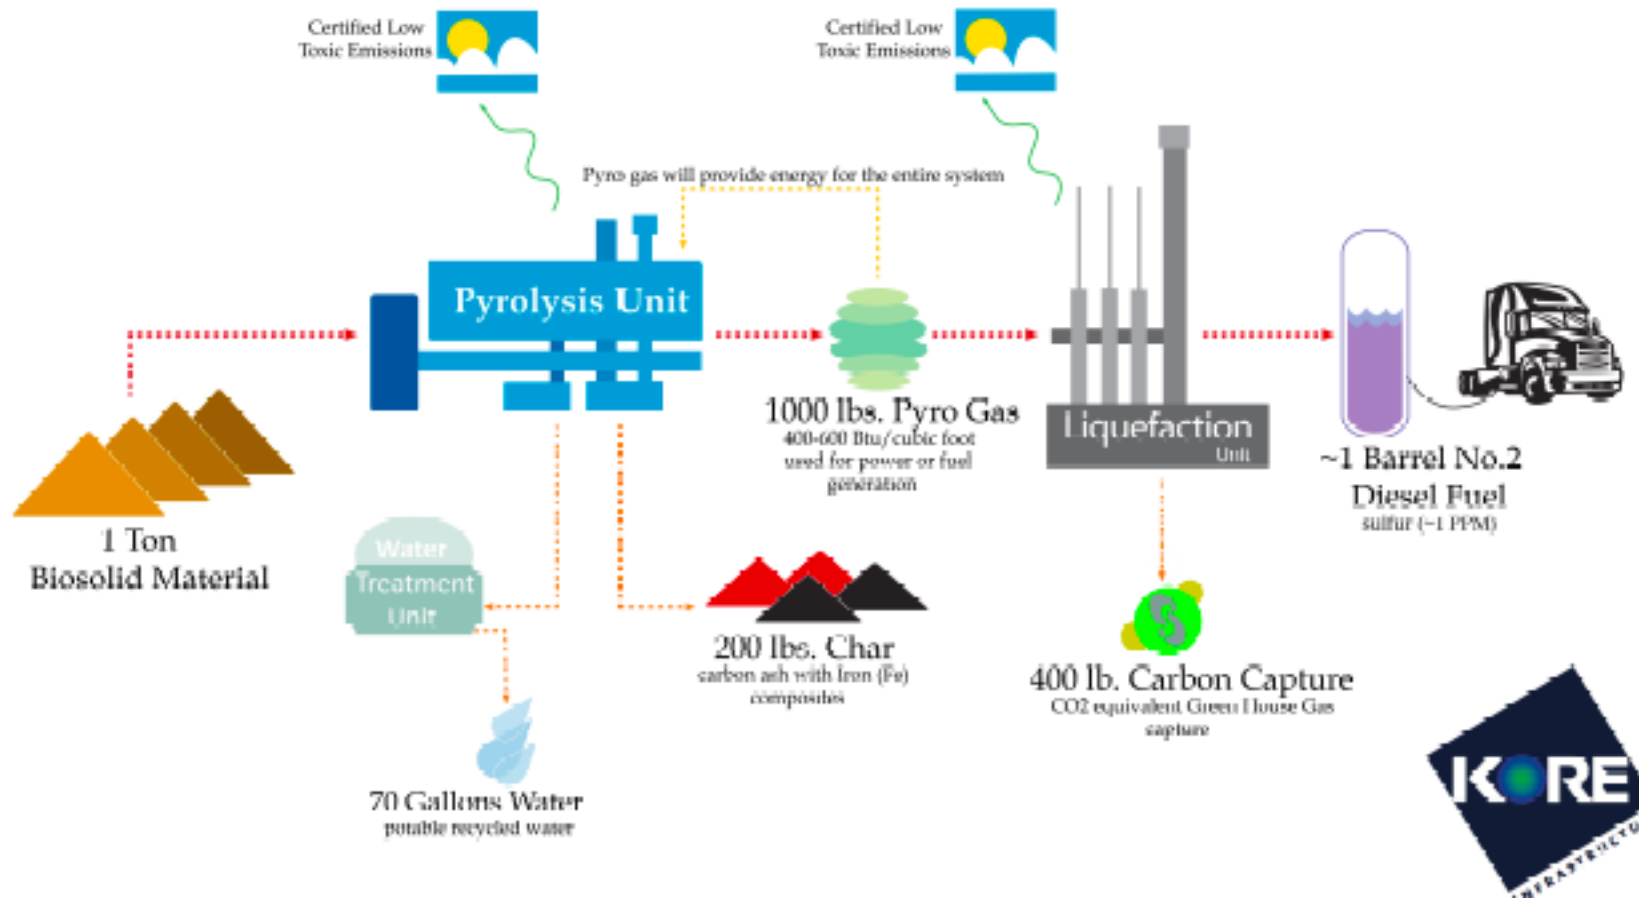 Certified Low
Toxic Emissions
Certified Low
Toxic Emissions
Pyro gas will provide energy for the entire system
Pyrolysis Unit
1000 lbs. Pyro Gas
400-600 Btu/cubic foot
used for power or fuel
generation
Liquefaction
Unit
~1 Barrel No.2
Diesel Fuel
sulfur (~1 PPM)
1 Ton
Biosolid Material
Water
Treatment
Unit
200 lbs. Char
carbon ash with Iron (Fe)
composites
400 lb. Carbon Capture
CO2 equivalent Green House Gas
capture
70 Gallons Water
potable recycled water
KORE